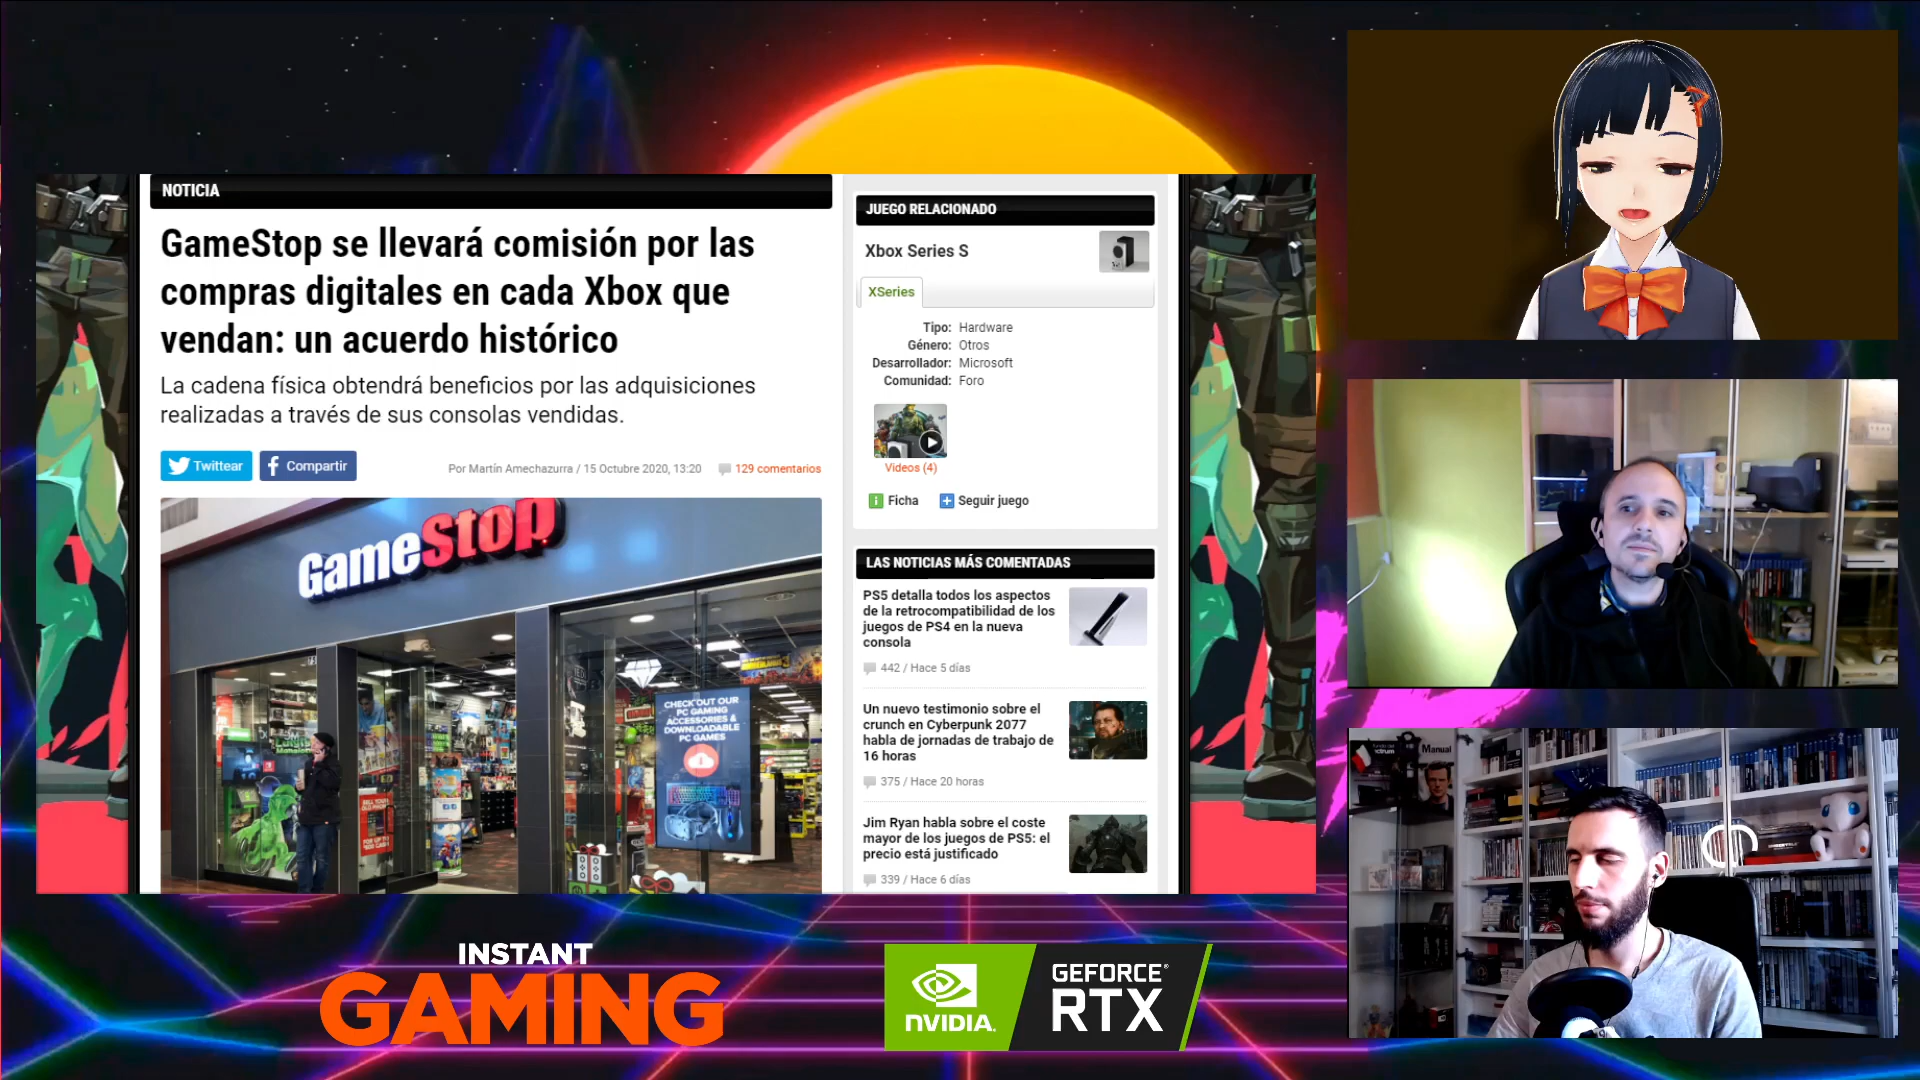 NOTICIA
GameStop se llevará comisión por las
compras digitales en cada Xbox que
vendan: un acuerdo histórico
La cadena física obtendrá beneficios por las adquisiciones
realizadas a través de sus consolas vendidas.
Twittear
Compartir
Por Martín Amechazurra / 15 Octubre 2020, 13:20
129 comentarios
GameStop
CHECK OUT OUR
PC GAMING
ACCESSORIES &
DOWNLOADABLE
PC GAMES
JUEGO RELACIONADO
Xbox Series S
XSeries
Tipo: Hardware
Género: Otros
Desarrollador: Microsoft
Comunidad: Foro
Videos (4)
Ficha
Seguir juego
LAS NOTICIAS MÁS COMENTADAS
PS5 detalla todos los aspectos
de la retrocompatibilidad de los
juegos de PS4 en la nueva
consola
442 / Hace 5 días
Un nuevo testimonio sobre el
crunch en Cyberpunk 2077
habla de jornadas de trabajo de
16 horas
375 / Hace 20 horas
Jim Ryan habla sobre el coste
mayor de los juegos de PS5: el
precio está justificado
339 / Hace 6 días
Manual
INSTANT
GAMING
NVIDIA.
GEFORCE®
RTX